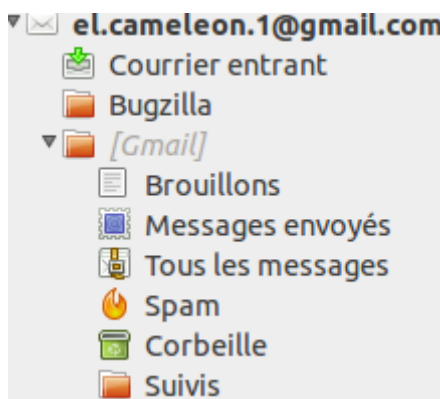 el.cameleon.1@gmail.com
Courrier entrant
Bugzilla
[Gmail]
Brouillons
Messages envoyés
Tous les messages
Spam
Corbeille
Suivis